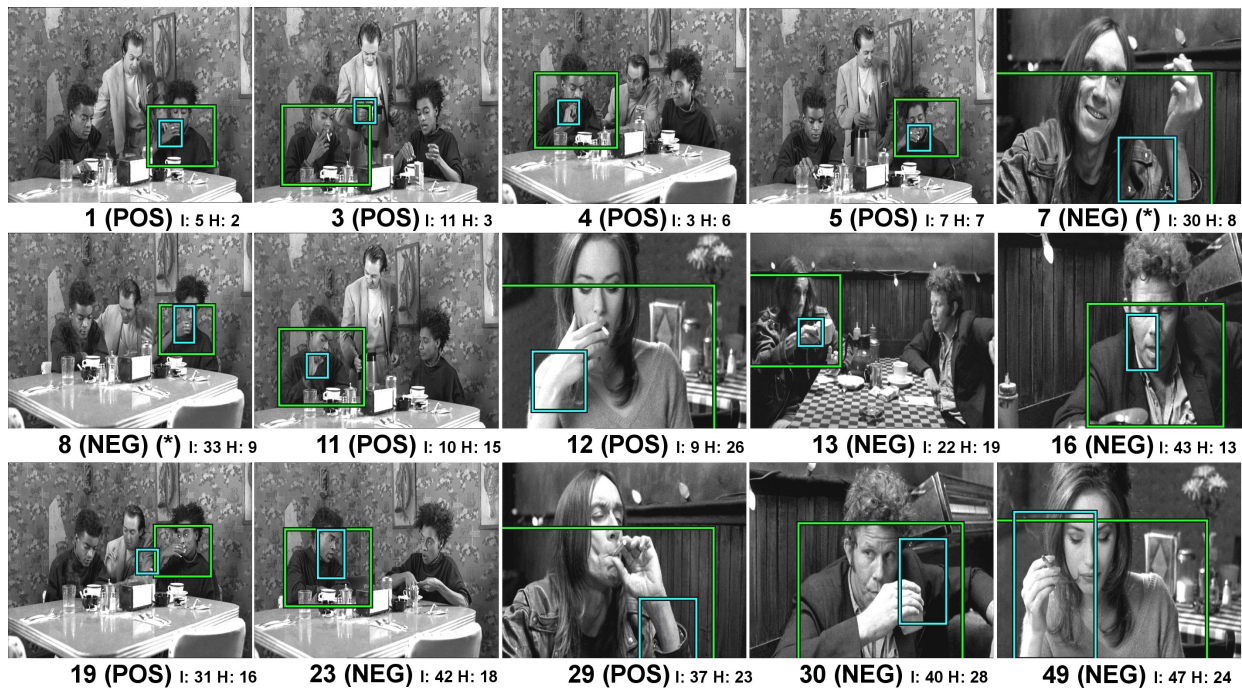 1 (POS) I: 5 H: 2
3 (POS) I: 11 H: 3
4 (POS) I: 3 H: 6
5 (POS) I: 7 H: 7
7 (NEG) (*) I: 30 H: 8
8 (NEG) (*) I: 33 H: 9
11 (POS) I: 10 H: 15
12 (POS) I: 9 H: 26
13 (NEG) I: 22 H: 19
16 (NEG) I: 43 H: 13
19 (POS) I: 31 H: 16
23 (NEG) I: 42 H: 18
29 (POS) I: 37 H: 23
30 (NEG) I: 40 H: 28
49 (NEG) I: 47 H: 24